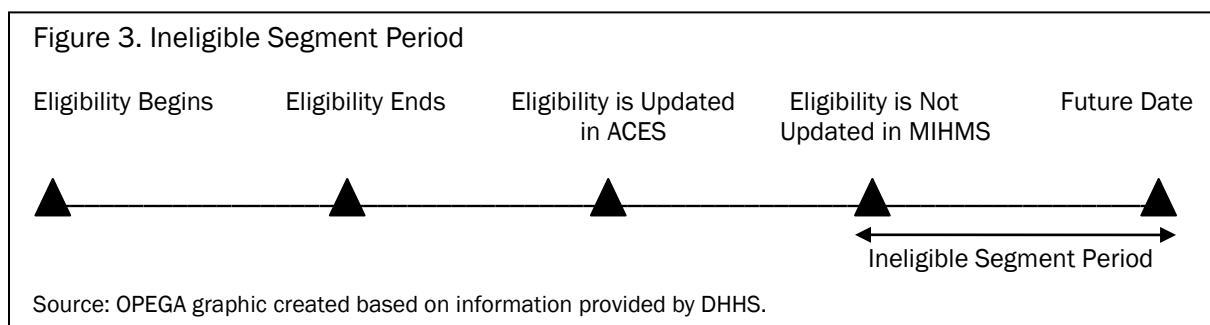 Figure 3. Ineligible Segment Period
Eligibility Begins Eligibility Ends Eligibility is Updated Eligibility is Not Future Date
in ACES Updated in MIHMS
Ineligible Segment Period
Source: OPEGA graphic created based on information provided by DHHS.